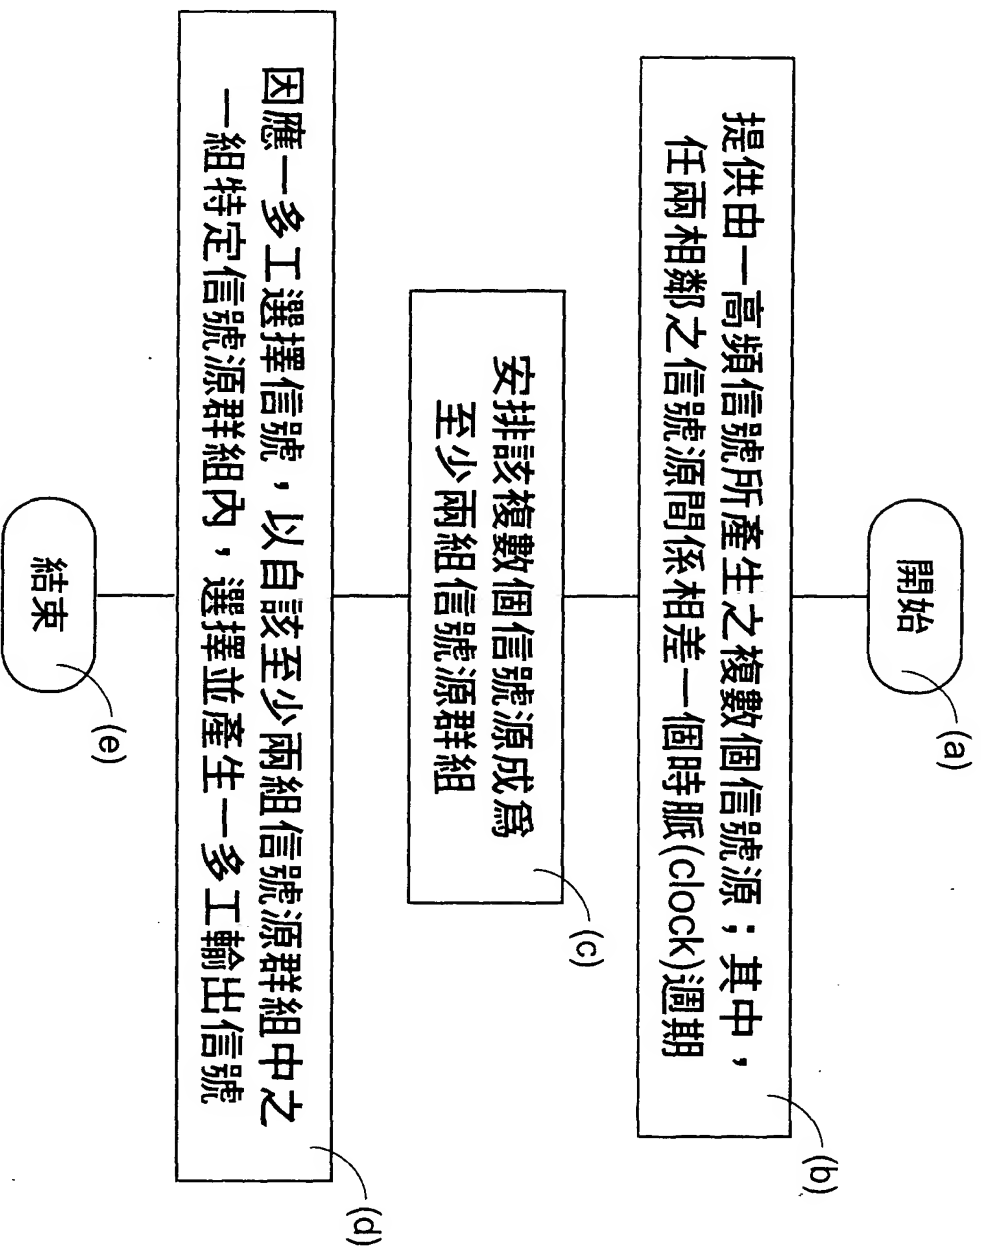 開始
(a)
提供由一高頻信號所產生之複數個信號源；其中，
任兩相鄰之信號源間係相差一個時脈(clock)週期
(b)
安排該複數個信號源成爲
至少兩組信號源群組
(c)
因應一多工選擇信號，以自該至少兩組信號源群組中之
一組特定信號源群組內，選擇並產生一多工輸出信號
(d)
結束
(e)